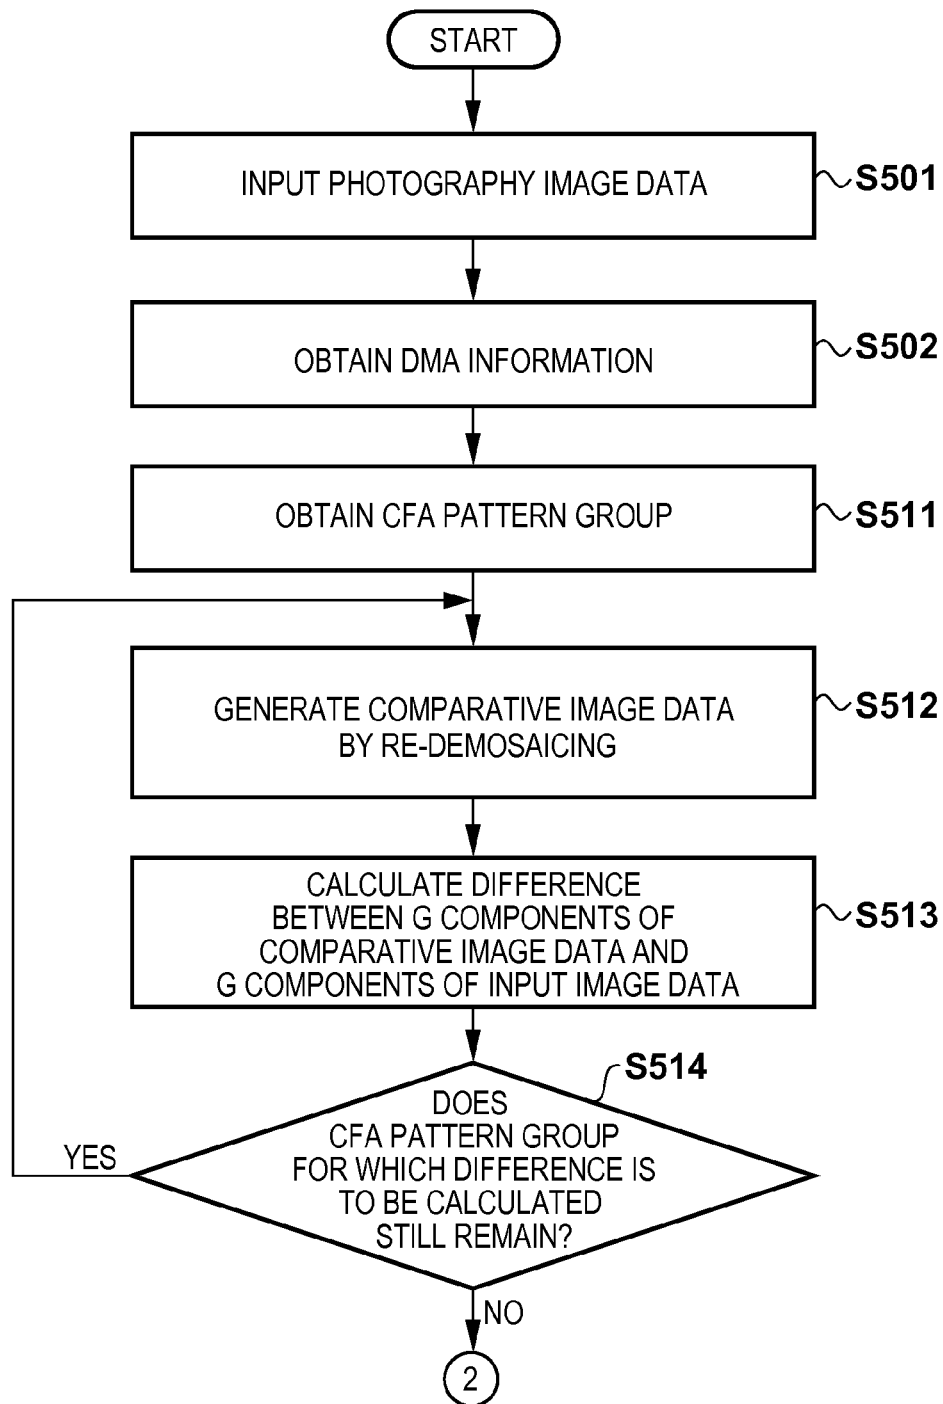 START
INPUT PHOTOGRAPHY IMAGE DATA
S501
OBTAIN DMA INFORMATION
S502
OBTAIN CFA PATTERN GROUP
S511
GENERATE COMPARATIVE IMAGE DATA
BY RE-DEMOSAICING
S512
CALCULATE DIFFERENCE
BETWEEN G COMPONENTS OF
COMPARATIVE IMAGE DATA AND
G COMPONENTS OF INPUT IMAGE DATA
S513
S514
DOES
CFA PATTERN GROUP
FOR WHICH DIFFERENCE IS
TO BE CALCULATED
STILL REMAIN?
YES
NO
2